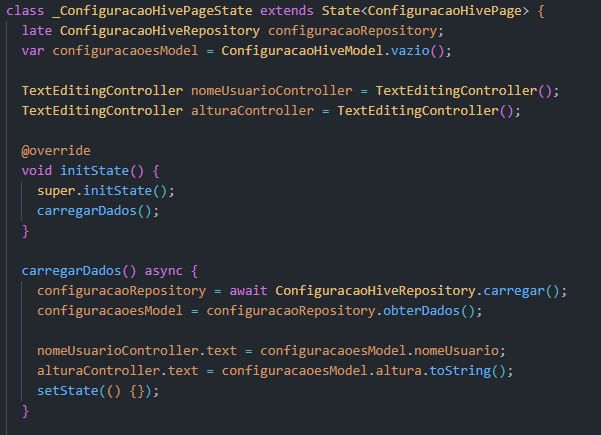 class _ConfiguracaoHivePageState extends State<ConfiguracaoHivePage> {
late ConfiguracaoHiveRepository configuracaoRepository;
var configuracaoesModel = ConfiguracaoHiveModel.vazio();
TextEditingController nomeUsuarioController = TextEditingController();
TextEditingController alturaController = TextEditingController();
@override
void initState() {
super.initState();
carregarDados();
}
carregarDados() async {
configuracaoRepository = await ConfiguracaoHiveRepository.carregar();
configuracaoesModel = configuracaoRepository.obterDados();
nomeUsuarioController.text = configuracaoesModel.nomeUsuario;
alturaController.text = configuracaoesModel.altura.toString();
setState(() {});
}